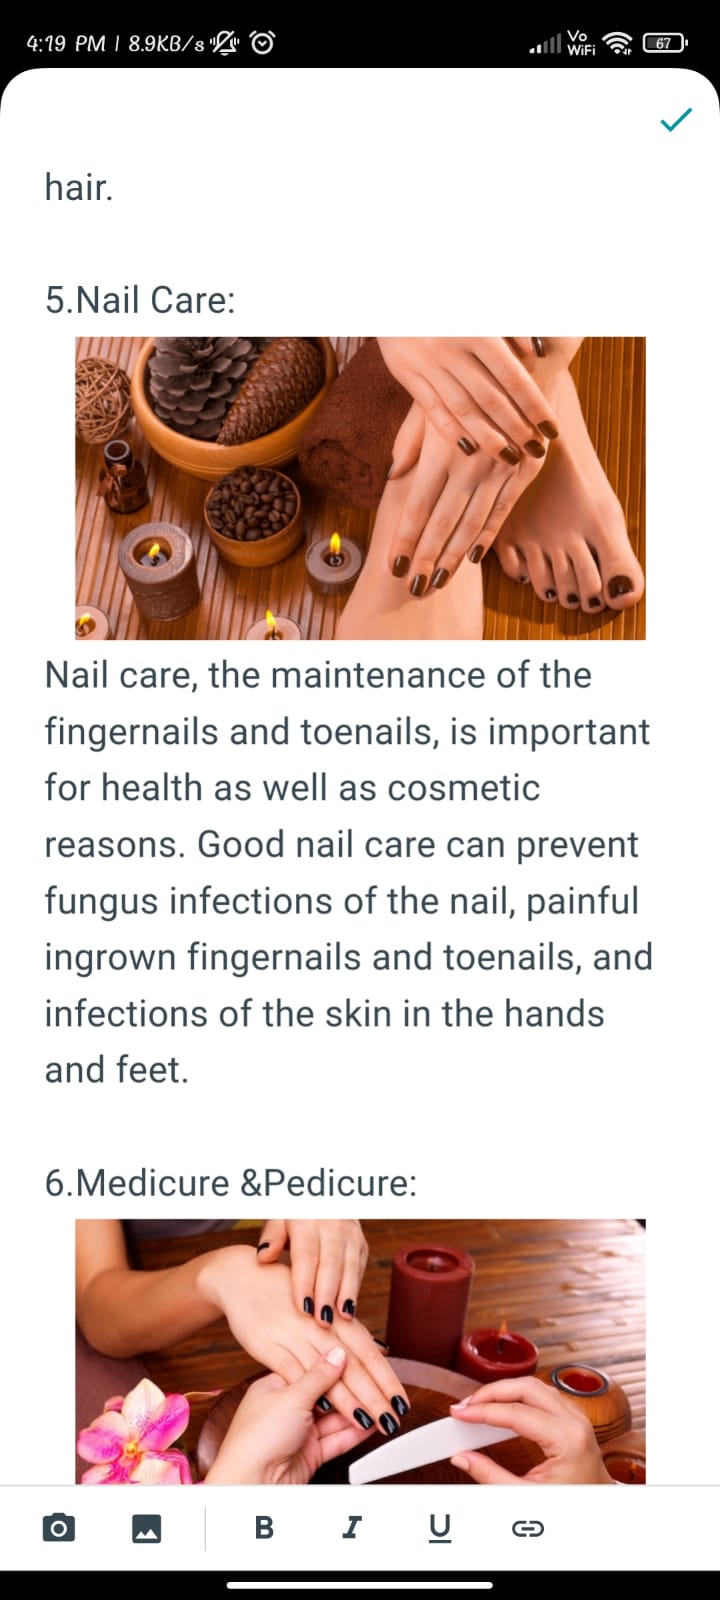 4:19 PM | 8.9KB/s
Vo
WiFi
67
hair.
5.Nail Care:
Nail care, the maintenance of the
fingernails and toenails, is important
for health as well as cosmetic
reasons. Good nail care can prevent
fungus infections of the nail, painful
ingrown fingernails and toenails, and
infections of the skin in the hands
and feet.
6.Medicure &Pedicure:
B I U